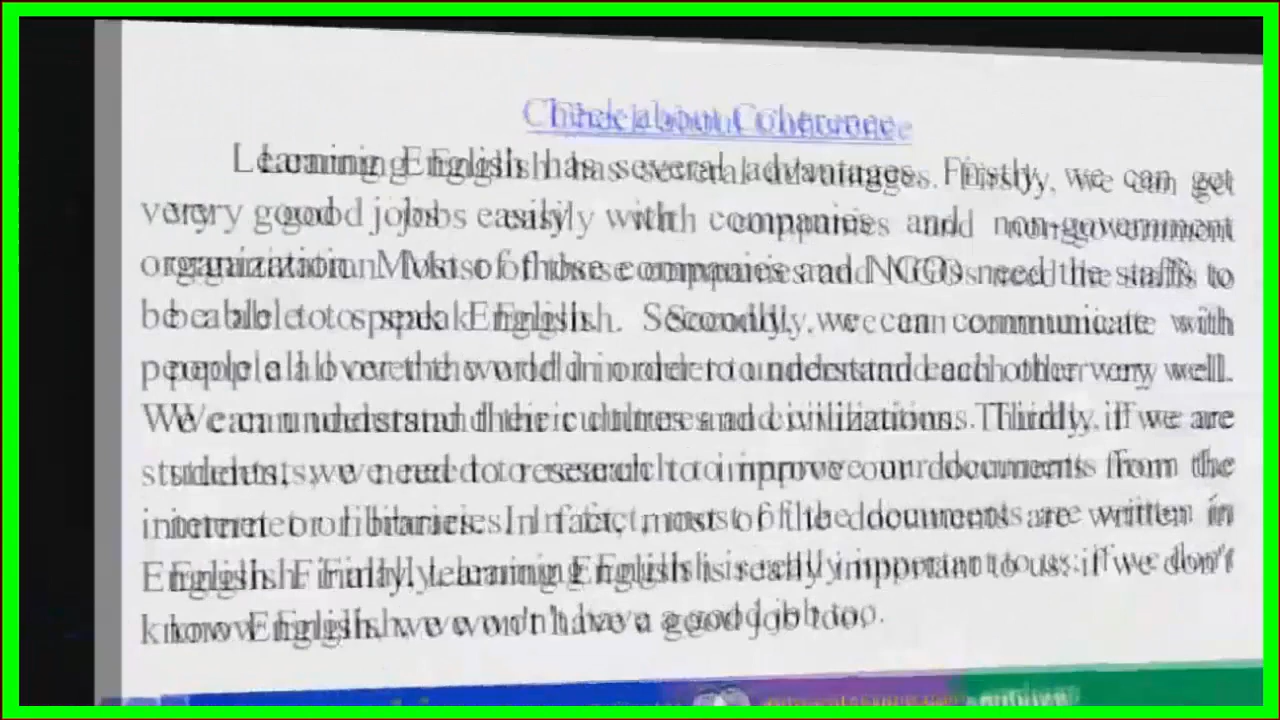 about Coherence
Learning English has several advantages. Firstly, we can get
very good jobs easily with companies and non-government
organization. Most of those companies and NGOs need the staffs to
be able to speak English. Secondly, we can communicate with
people all over the world in order to understand each other very well.
We can understand their cultures and civilizations. Thirdly, if we are
students, we need to research to improve our documents from the
internet or libraries. In fact, most of the documents are written in
English. Finally, learning English is really important to us: if we don't
know English, we won't have a good job too.